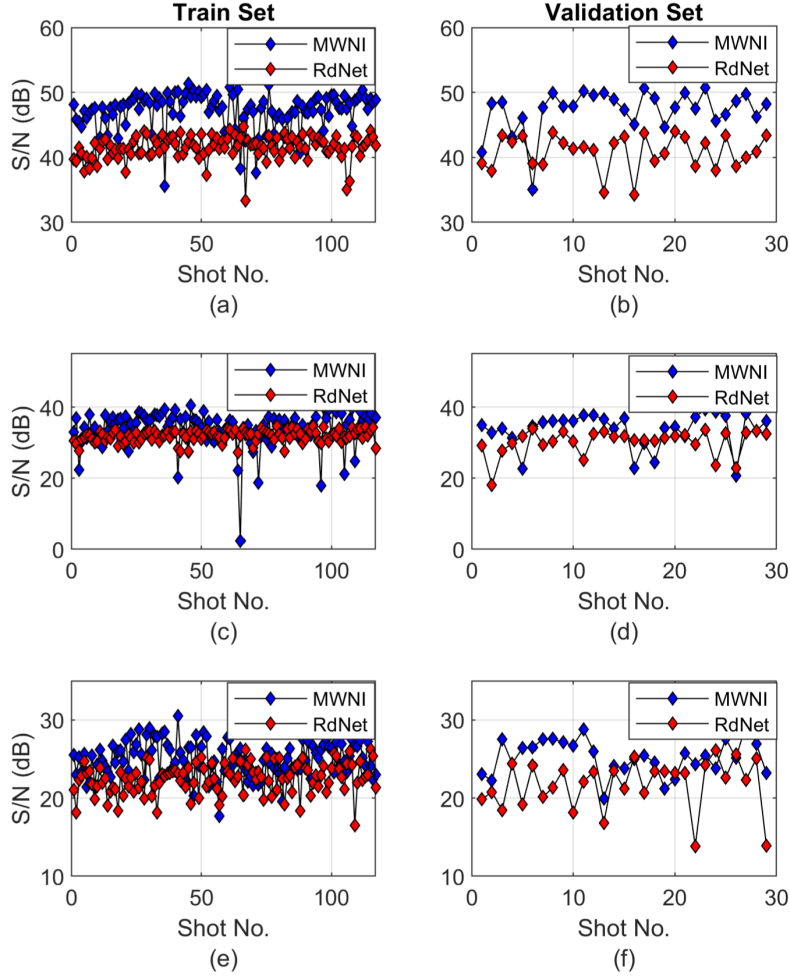 Train Set
Validation Set
60
50
40
30
S/N (dB)
MWNI
RdNet
0
50
100
Shot No.
(a)
60
50
40
30
MWNI
RdNet
0
10
20
30
Shot No.
(b)
40
20
0
S/N (dB)
MWNI
RdNet
0
50
100
Shot No.
(c)
40
20
0
MWNI
RdNet
0
10
20
30
Shot No.
(d)
30
20
10
S/N (dB)
MWNI
RdNet
0
50
100
Shot No.
(e)
30
20
10
MWNI
RdNet
0
10
20
30
Shot No.
(f)